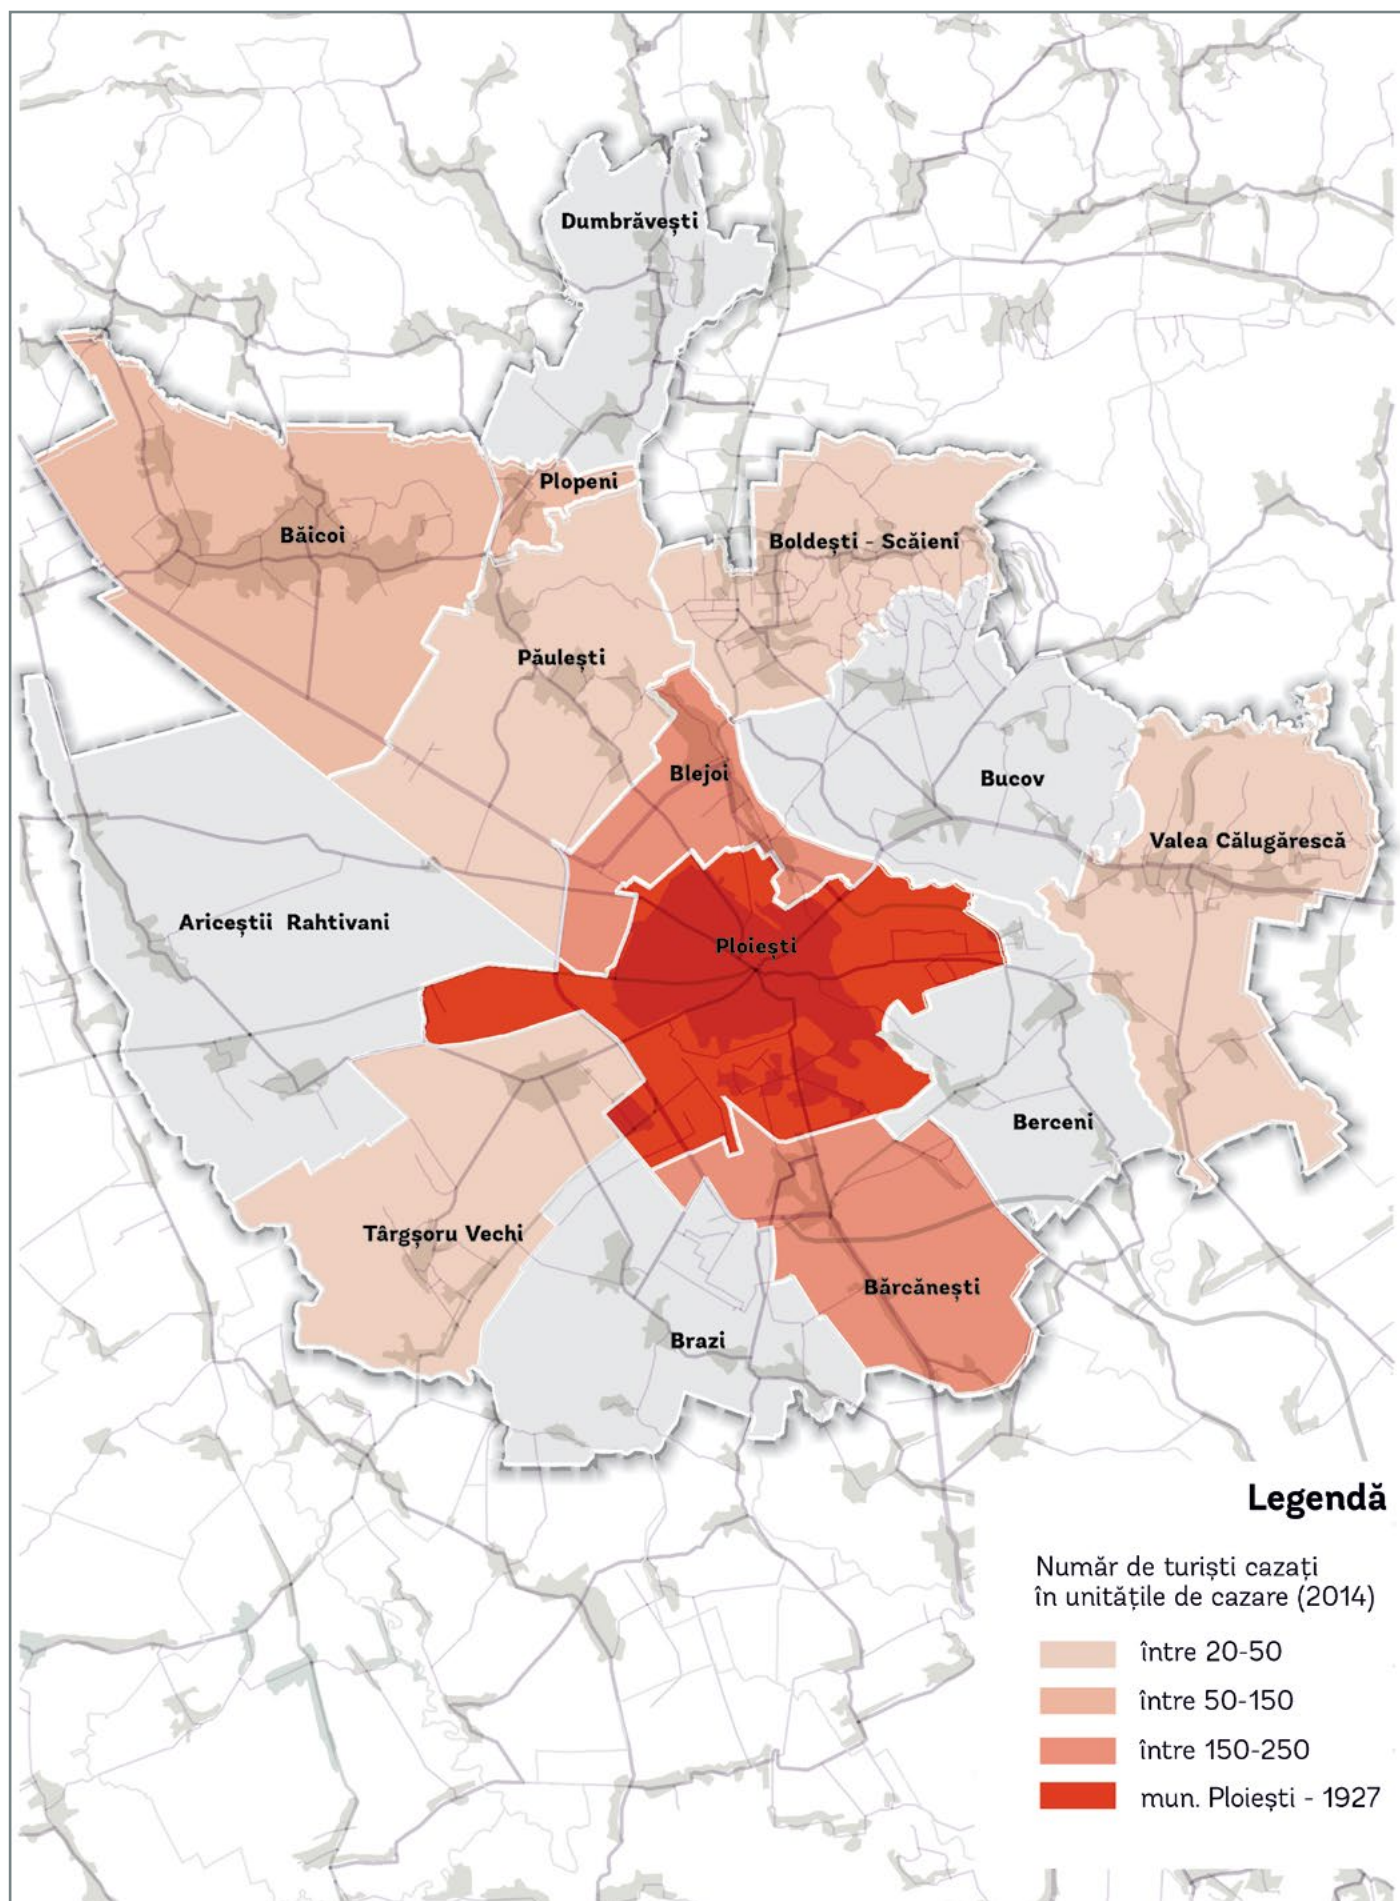 Dumbrăvești
Plopeni
Băicoi
Boldești - Scăieni
Păulești
Blejoi
Bucov
Valea Călugărescă
Ariceștii Rahtivani
Ploiești
Berceni
Târgșoru Vechi
Bărcănești
Brazi
Legendă
Număr de turiști cazați
în unitățile de cazare (2014)
între 20-50
între 50-150
între 150-250
mun. Ploiești - 1927